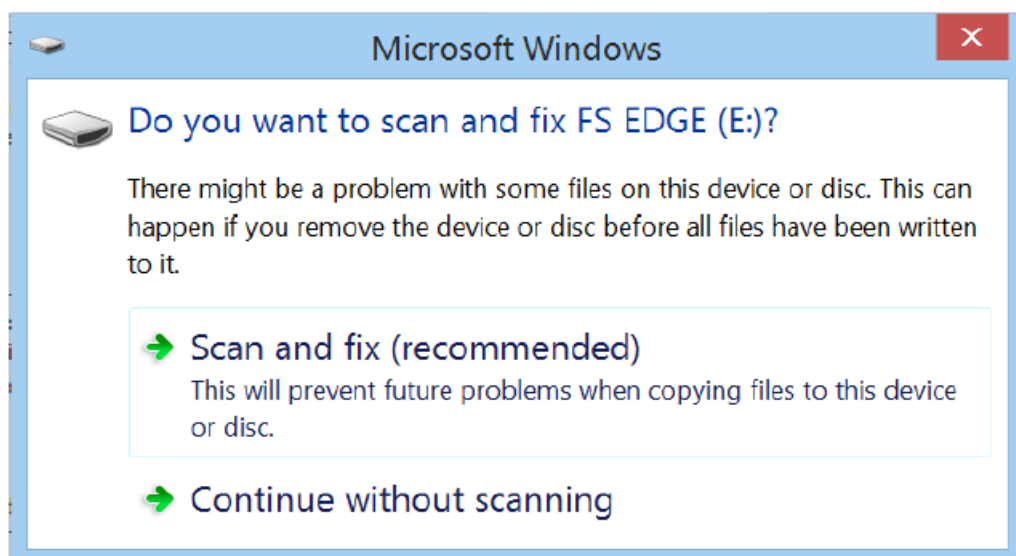 Microsoft Windows
Do you want to scan and fix FS EDGE (E:)?
There might be a problem with some files on this device or disc. This can
happen if you remove the device or disc before all files have been written
to it.
Scan and fix (recommended)
This will prevent future problems when copying files to this device
or disc.
Continue without scanning